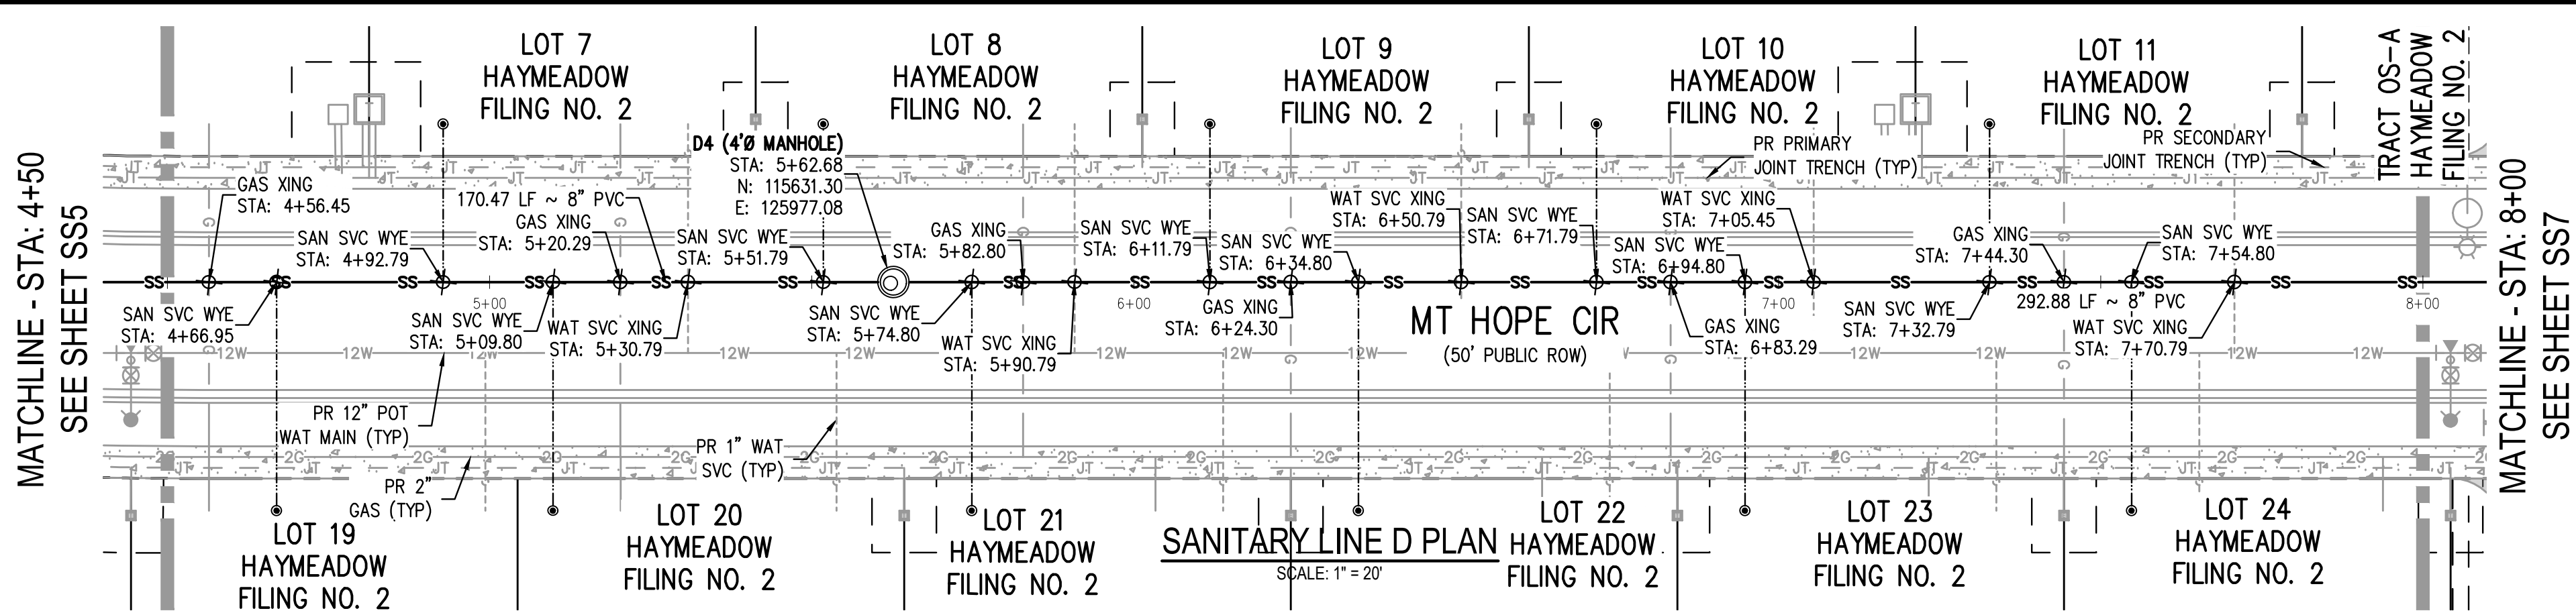 MATCHLINE - STA: 4+50
SEE SHEET SS5
LOT 7
HAYMEADOW
FILING NO. 2
LOT 8
HAYMEADOW
FILING NO. 2
LOT 9
HAYMEADOW
FILING NO. 2
LOT 10
HAYMEADOW
FILING NO. 2
LOT 11
HAYMEADOW
FILING NO. 2
TRACT OS-A
HAYMEADOW
FILING NO. 2
D4 (4'Ø MANHOLE)
STA: 5+62.68
N: 115631.30
E: 125977.08
PR PRIMARY
JOINT TRENCH (TYP)
PR SECONDARY
JOINT TRENCH (TYP)
GAS XING
STA: 4+56.45
SAN SVC WYE
STA: 4+92.79
170.47 LF ~ 8" PVC
GAS XING
STA: 5+20.29
SAN SVC WYE
STA: 5+51.79
GAS XING
STA: 5+82.80
SAN SVC WYE
STA: 6+11.79
SAN SVC WYE
STA: 6+34.80
WAT SVC XING
STA: 6+50.79
SAN SVC WYE
STA: 6+71.79
SAN SVC WYE
STA: 6+94.80
WAT SVC XING
STA: 7+05.45
GAS XING
STA: 7+44.30
SAN SVC WYE
STA: 7+54.80
5+00
6+00
7+00
8+00
SAN SVC WYE
STA: 4+66.95
SAN SVC WYE
STA: 5+09.80
WAT SVC XING
STA: 5+30.79
SAN SVC WYE
STA: 5+74.80
WAT SVC XING
STA: 5+90.79
GAS XING
STA: 6+24.30
MT HOPE CIR
(50' PUBLIC ROW)
GAS XING
STA: 6+83.29
SAN SVC WYE
STA: 7+32.79
292.88 LF ~ 8" PVC
WAT SVC XING
STA: 7+70.79
PR 12" POT
WAT MAIN (TYP)
PR 2"
GAS (TYP)
PR 1" WAT
SVC (TYP)
LOT 19
HAYMEADOW
FILING NO. 2
LOT 20
HAYMEADOW
FILING NO. 2
LOT 21
HAYMEADOW
FILING NO. 2
SANITARY LINE D PLAN
SCALE: 1" = 20'
LOT 22
HAYMEADOW
FILING NO. 2
LOT 23
HAYMEADOW
FILING NO. 2
LOT 24
HAYMEADOW
FILING NO. 2
MATCHLINE - STA: 8+00
SEE SHEET SS7